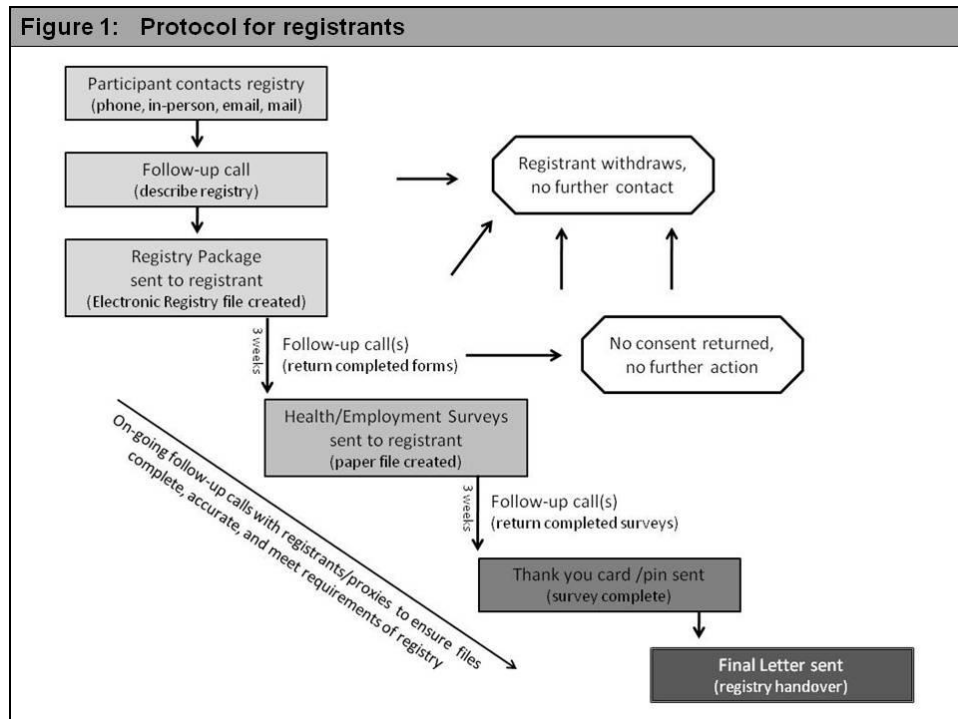 Figure 1: Protocol for registrants
Participant contacts registry
(phone, in-person, email, mail)
Follow-up call
(describe registry)
Registrant withdraws,
no further contact
Registry Package
sent to registrant
(Electronic Registry file created)
3 weeks
Follow-up call(s)
(return completed forms)
No consent returned,
no further action
Health/Employment Surveys
sent to registrant
(paper file created)
3 weeks
Follow-up call(s)
(return completed surveys)
On-going follow-up calls with registrants/proxies to ensure files
complete, accurate, and meet requirements of registry
Thank you card /pin sent
(survey complete)
Final Letter sent
(registry handover)